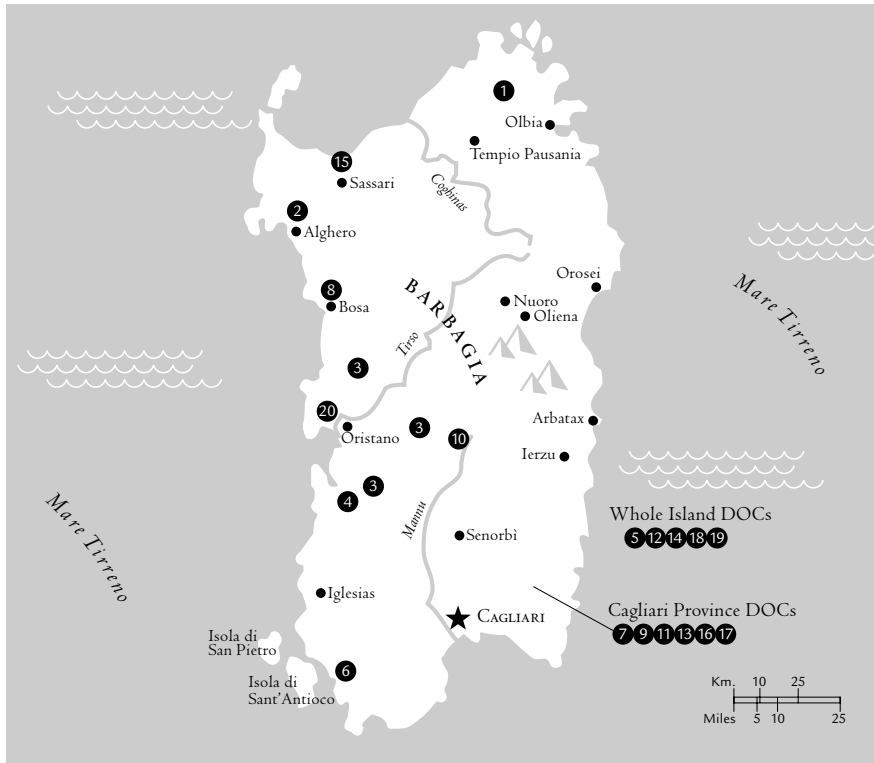 1
Olbia
Tempio Pausania
15
Sassari
Coghinas
2
Alghero
Orosei
8
Bosa
BARBAGIA
Nuoro
Oliena
Mare Tirreno
Tirso
3
20
Oristano
3
10
Arbatax
Ierzu
3
4
Mannu
Mare Tirreno
Senorbì
Whole Island DOCs
5 12 14 18 19
Iglesias
CAGLIARI
Cagliari Province DOCs
7 9 11 13 16 17
Isola di
San Pietro
6
Isola di
Sant'Antioco
Km. 10 25
Miles 5 10 25